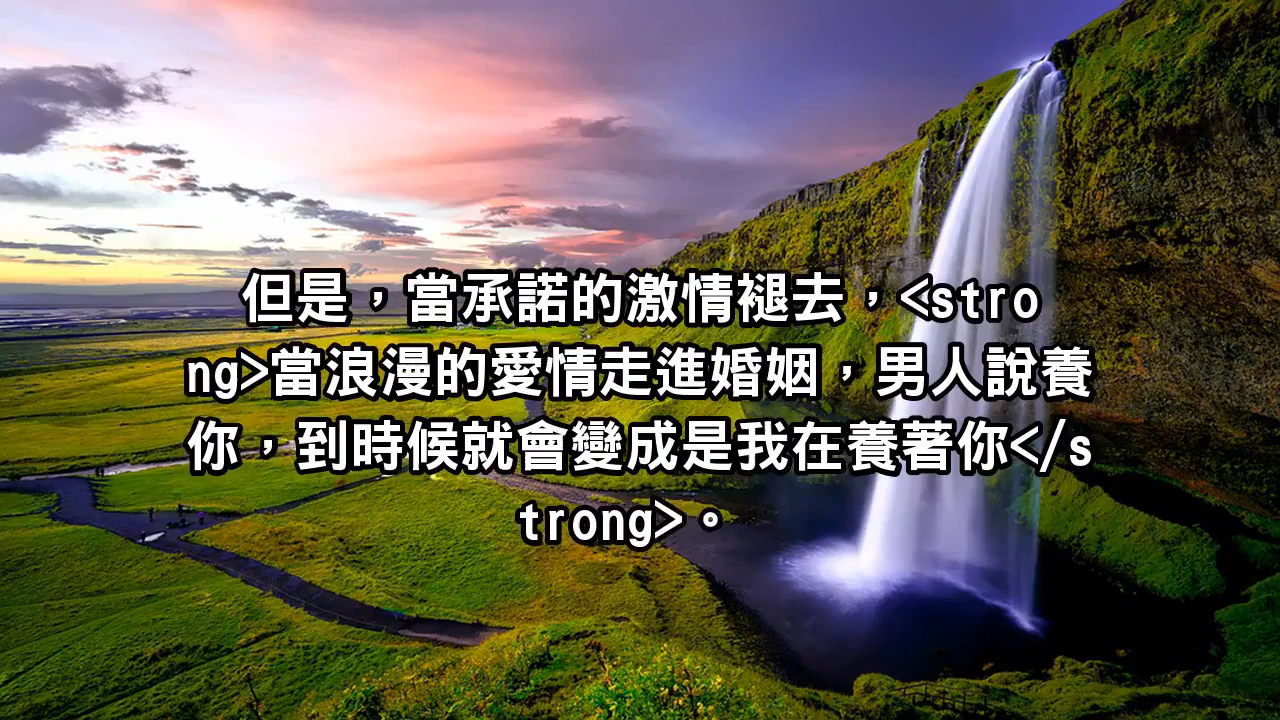 但是，當承諾的激情褪去，<stro
ng>當浪漫的愛情走進婚姻，男人說養
你，到時候就會變成是我在養著你</s
trong>。